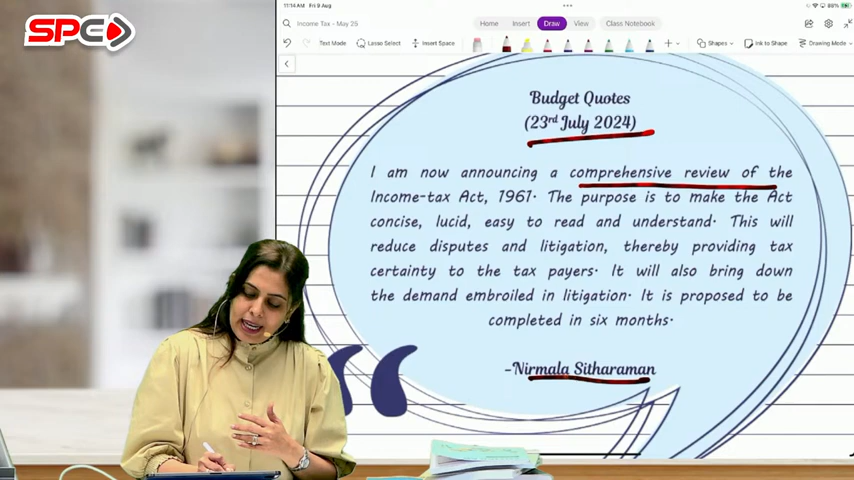 11:14 AM Fri 9 Aug
88%
SPC
Income Tax - May 25
Home Insert Draw View Class Notebook
Text Mode Lasso Select Insert Space Shapes Ink to Shape Drawing Mode
Budget Quotes
(23rd July 2024)
I am now announcing a comprehensive review of the
Income-tax Act, 1961. The purpose is to make the Act
concise, lucid, easy to read and understand. This will
reduce disputes and litigation, thereby providing tax
certainty to the tax payers. It will also bring down
the demand embroiled in litigation. It is proposed to be
completed in six months.
-Nirmala Sitharaman